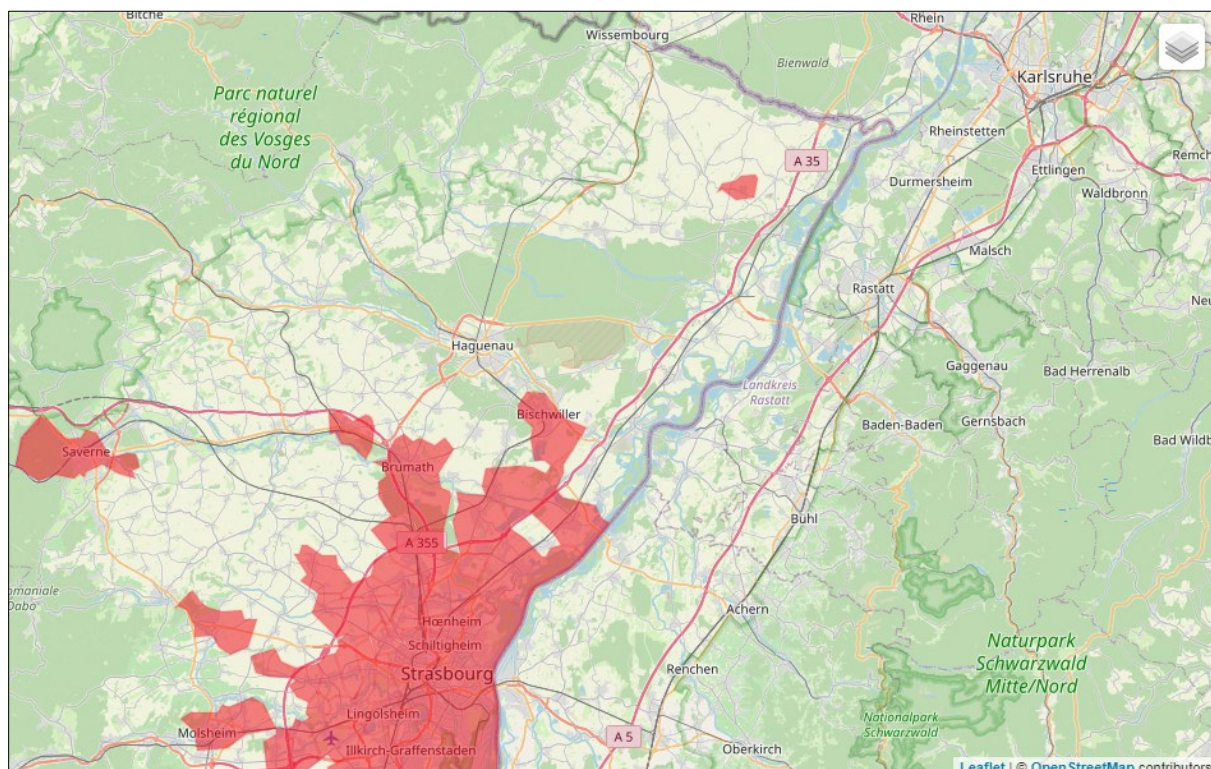 Bitche
Rhein
Wissembourg
Bienwald
Karlsruhe
Parc naturel
régional
des Vosges
du Nord
Rheinstetten
A 35
Ettlingen
Remch
Durmersheim
Waldbronn
Malsch
Rastatt
Neu
Haguenau
Landkreis
Rastatt
Gaggenau
Bad Herrenalb
Bischwiller
Baden-Baden
Gernsbach
Saverne
Bad Wildb
Brumath
Bühl
A 355
omaniale
Dabo
Achern
Hœnheim
Schiltigheim
Strasbourg
Renchen
Naturpark
Schwarzwald
Mitte/Nord
Lingolsheim
Molsheim
Nationalpark
Schwarzwald
A 5
Illkirch-Graffenstaden
Oberkirch
Leaflet | © OpenStreetMap contributors